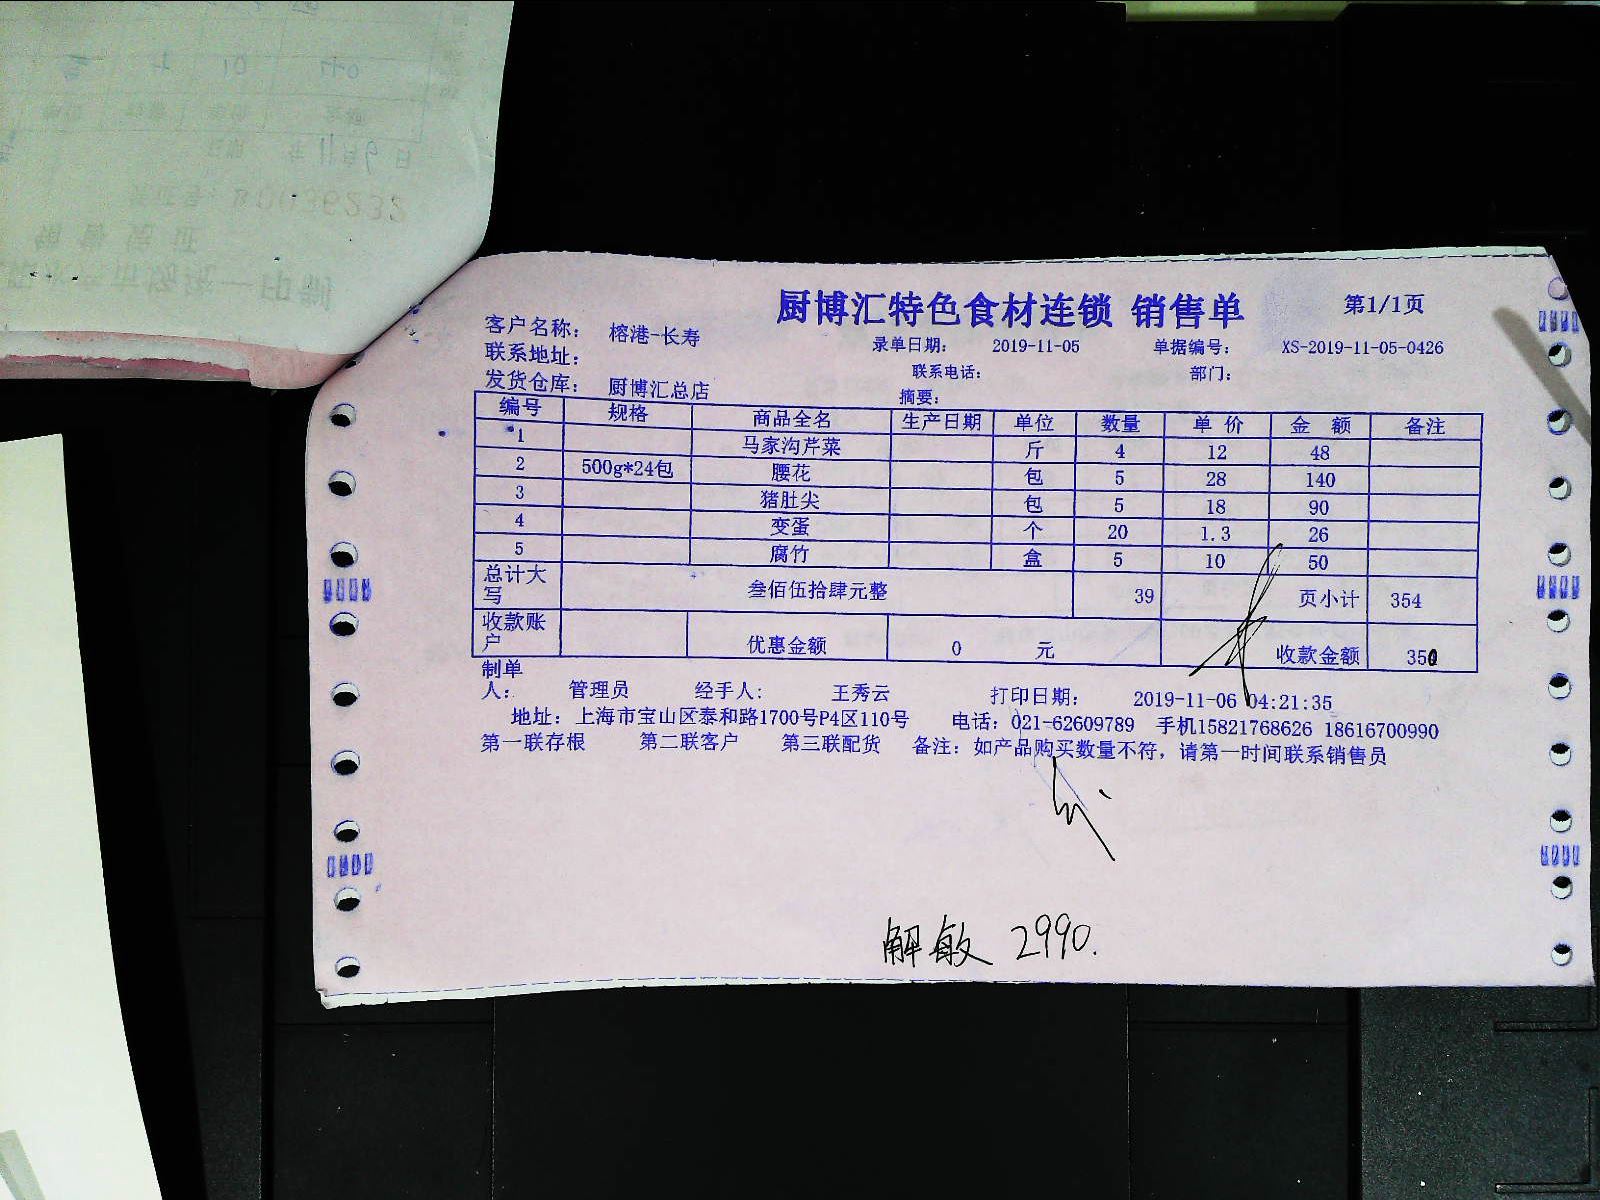 厨博汇特色食材连锁 销售单 第1/1页
客户名称： 榕港-长寿 录单日期： 2019-11-05 单据编号： XS-2019-11-05-0426
联系地址： 联系电话： 部门：
发货仓库： 厨博汇总店 摘要：
编号 规格 商品全名 生产日期 单位 数量 单 价 金 额 备注
1 马家沟芹菜 斤 4 12 48
2 500g*24包 腰花 包 5 28 140
3 猪肚尖 包 5 18 90
4 变蛋 个 20 1.3 26
5 腐竹 盒 5 10 50
总计大写 叁佰伍拾肆元整 39 页小计 354
收款账户 优惠金额 0 元 收款金额 350
制单人： 管理员 经手人： 王秀云 打印日期： 2019-11-06 04:21:35
地址：上海市宝山区泰和路1700号P4区110号 电话：021-62609789 手机15821768626 18616700990
第一联存根 第二联客户 第三联配货 备注：如产品购买数量不符，请第一时间联系销售员
解敏 2990.